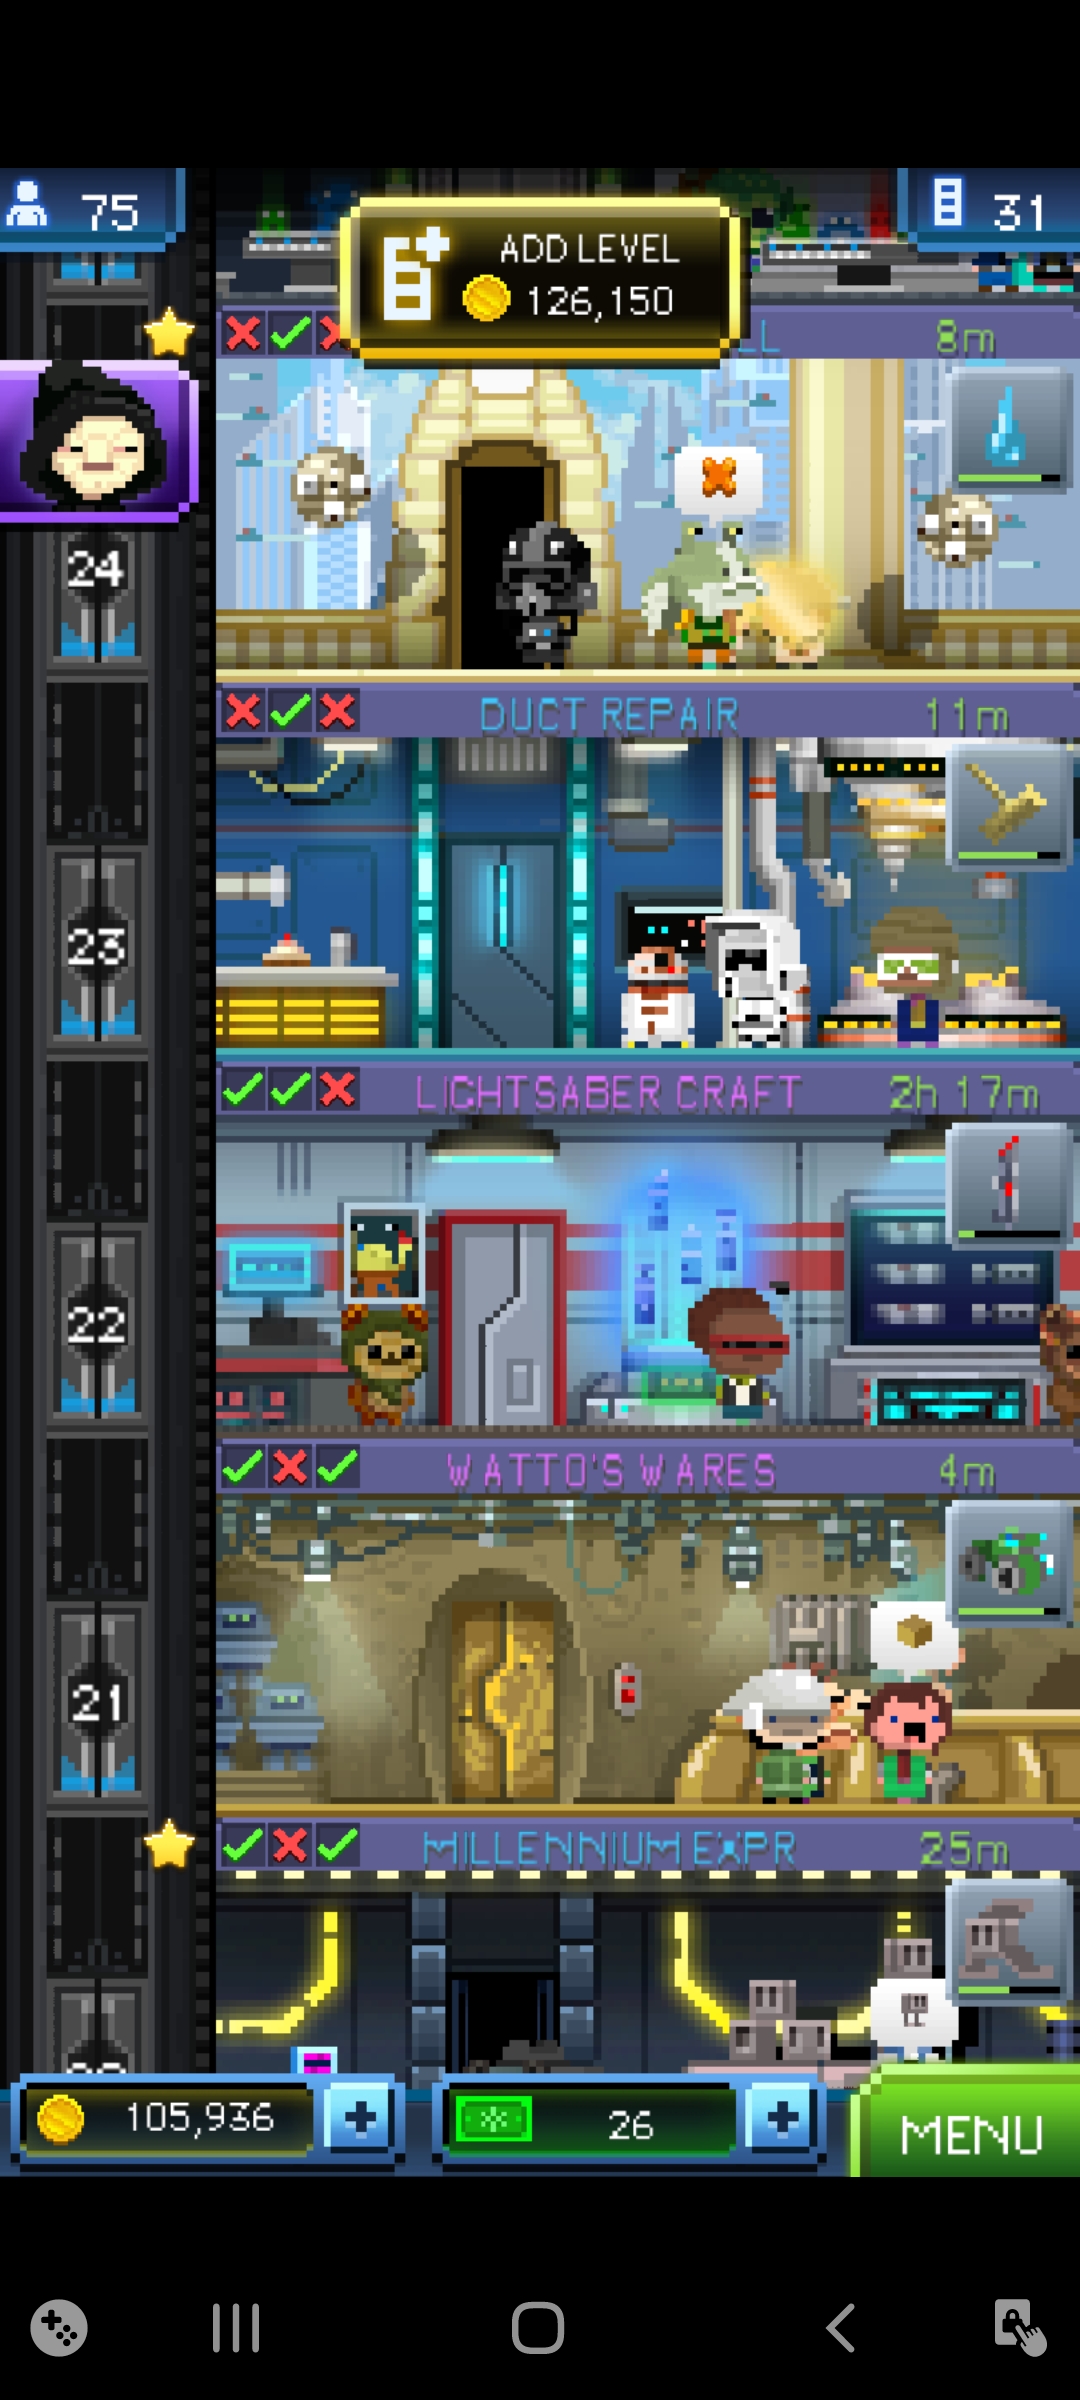 75
31
ADD LEVEL
126,150
LL
8m
24
DUCT REPAIR
11m
23
LIGHTSABER CRAFT
2h 17m
22
WATTO'S WARES
4m
21
MILLENNIUM EXPR
25m
105,936
26
MENU